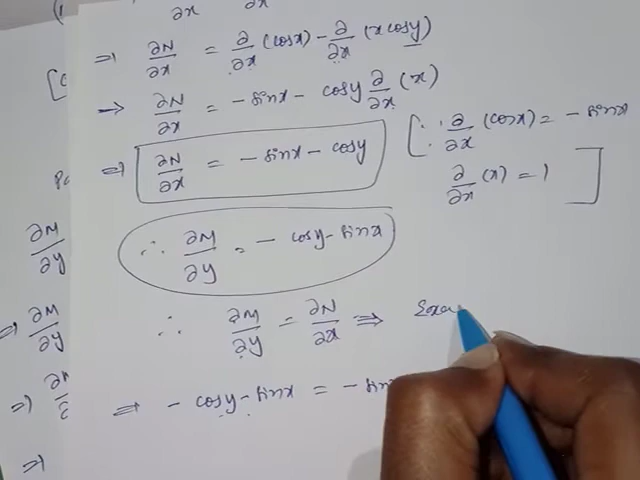 ∂x ∂x
⇒ ∂N/∂x = ∂/∂x (cosx) - ∂/∂x (x cosy)
→ ∂N/∂x = - sinx - cosy ∂/∂x (x)
[∵ ∂/∂x (cosx) = - sinx
⇒ ∂N/∂x = - sinx - cosy
∂/∂x (x) = 1 ]
∴ ∂M/∂y = - cosy - sinx
∴ ∂M/∂y = ∂N/∂x ⇒
⇒ - cosy - sinx = -
∂M/∂y
⇒ ∂M/∂y